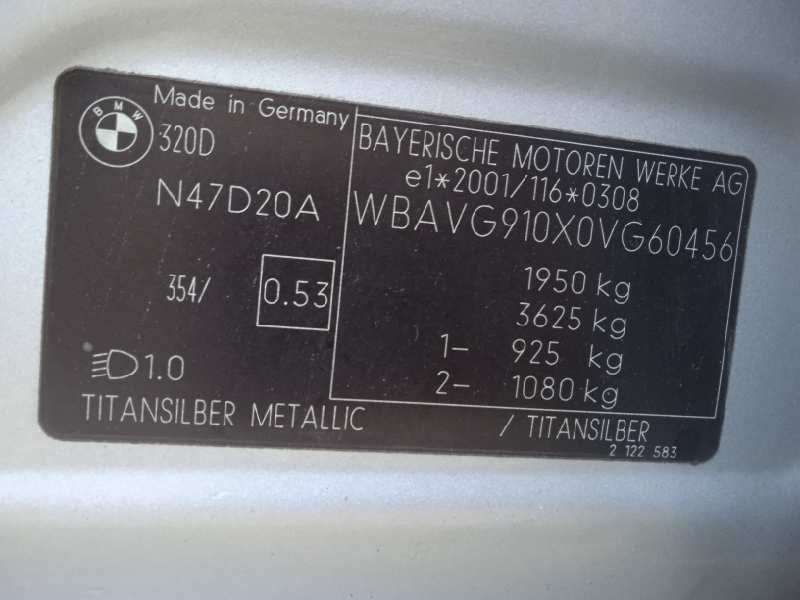 BMW
Made in Germany
320D
N47D20A
354/ 0.53
1.0
TITANSILBER METALLIC / TITANSILBER
2 122 583
BAYERISCHE MOTOREN WERKE AG
e1*2001/116*0308
WBAVG910X0VG60456
1950 kg
3625 kg
1- 925 kg
2- 1080 kg